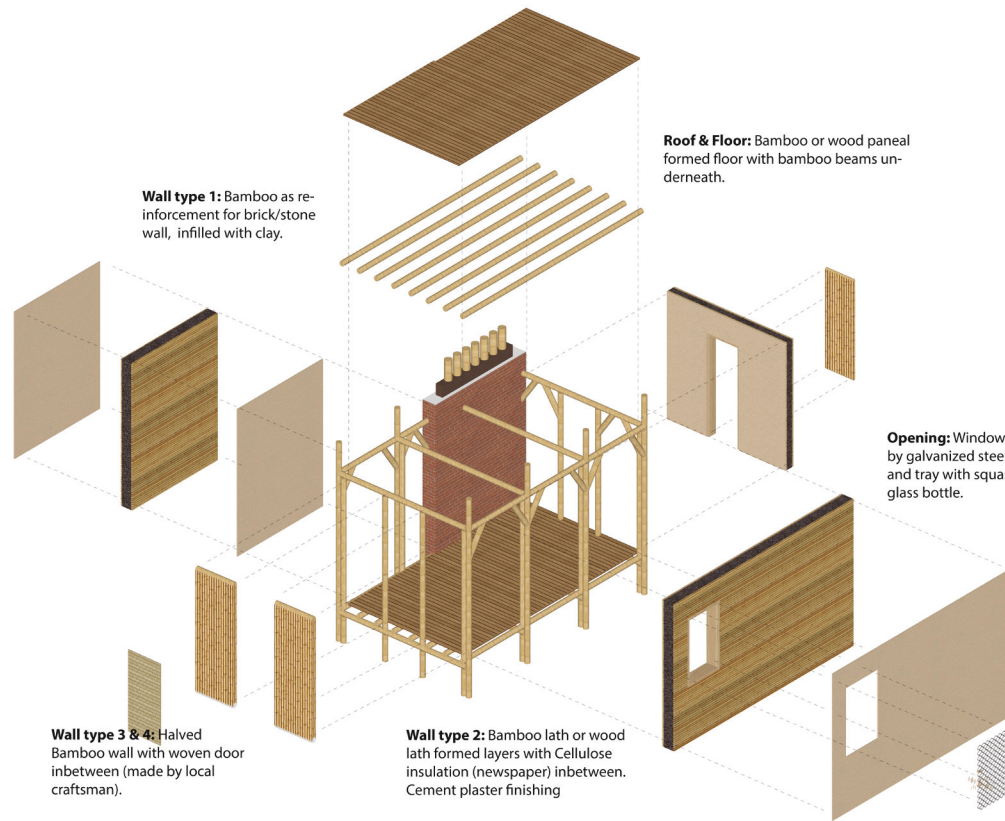 Roof & Floor: Bamboo or wood paneal
formed floor with bamboo beams un-
derneath.
Wall type 1: Bamboo as re-
inforcement for brick/stone
wall, infilled with clay.
Opening: Window
by galvanized stee
and tray with squa
glass bottle.
Wall type 3 & 4: Halved
Bamboo wall with woven door
inbetween (made by local
craftsman).
Wall type 2: Bamboo lath or wood
lath formed layers with Cellulose
insulation (newspaper) inbetween.
Cement plaster finishing